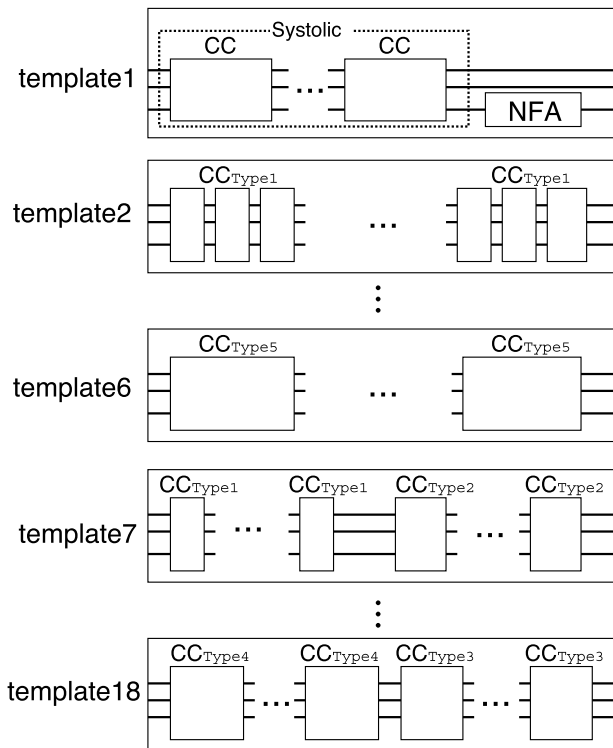 Systolic
CC CC
template1
...
NFA
CCType1 CCType1
template2
...
CCType5 CCType5
template6
...
CCType1 CCType1 CCType2 CCType2
template7
... ...
CCType4 CCType4 CCType3 CCType3
template18
... ...